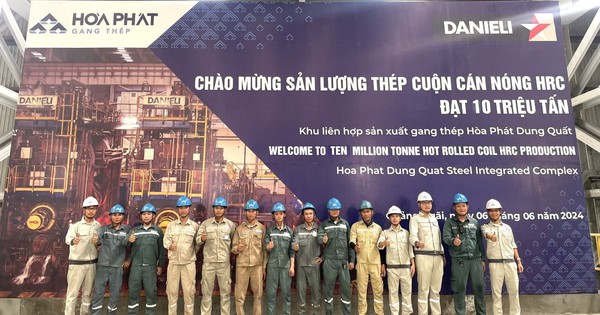 HOA PHAT
GANG THÉP
DANIELI
CHÀO MỪNG SẢN LƯỢNG THÉP CUỘN CÁN NÓNG HRC
ĐẠT 10 TRIỆU TẤN
Khu liên hợp sản xuất gang thép Hòa Phát Dung Quất
WELCOME TO TEN MILLION TONNE HOT ROLLED COIL HRC PRODUCTION
Hoa Phat Dung Quat Steel Integrated Complex
06 06 năm 2024
DANIELI
DANIELI